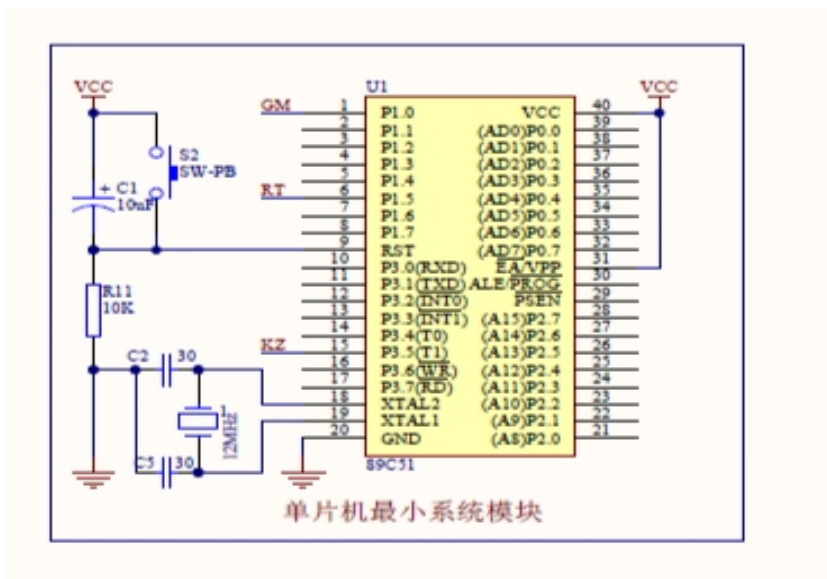 VCC
S2
SW-PB
C1
10nF
R11
10K
C2 30
12MHz
C5 30
U1
GM 1 P1.0 VCC 40 VCC
2 P1.1 (AD0)P0.0 39
3 P1.2 (AD1)P0.1 38
4 P1.3 (AD2)P0.2 37
5 P1.4 (AD3)P0.3 36
RT 6 P1.5 (AD4)P0.4 35
7 P1.6 (AD5)P0.5 34
8 P1.7 (AD6)P0.6 33
9 RST (AD7)P0.7 32
10 P3.0(RXD) EA/VPP 31
11 P3.1(TXD) ALE/PROG 30
12 P3.2(INT0) PSEN 29
13 P3.3(INT1) (A15)P2.7 28
14 P3.4(T0) (A14)P2.6 27
KZ 15 P3.5(T1) (A13)P2.5 26
16 P3.6(WR) (A12)P2.4 25
17 P3.7(RD) (A11)P2.3 24
18 XTAL2 (A10)P2.2 23
19 XTAL1 (A9)P2.1 22
20 GND (A8)P2.0 21
89C51
单片机最小系统模块